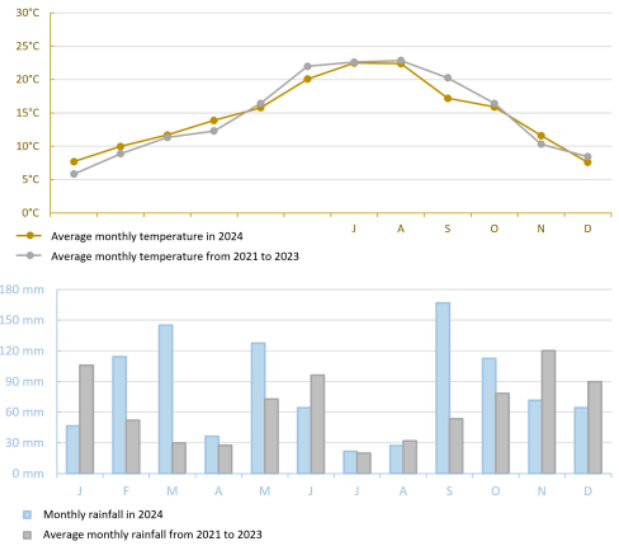 30°C
25°C
20°C
15°C
10°C
5°C
0°C
J A S O N D
Average monthly temperature in 2024
Average monthly temperature from 2021 to 2023
180 mm
150 mm
120 mm
90 mm
60 mm
30 mm
0 mm
J F M A M J J A S O N D
Monthly rainfall in 2024
Average monthly rainfall from 2021 to 2023